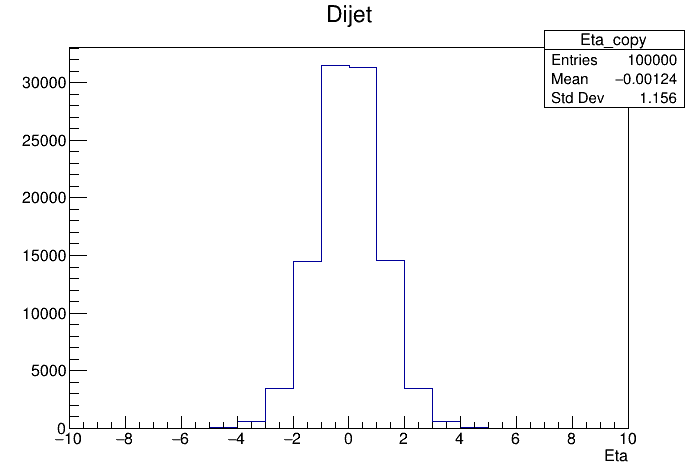 Dijet
Eta_copy
Entries 100000
Mean −0.00124
Std Dev 1.156
30000
25000
20000
15000
10000
5000
0
−10 −8 −6 −4 −2 0 2 4 6 8 10
Eta